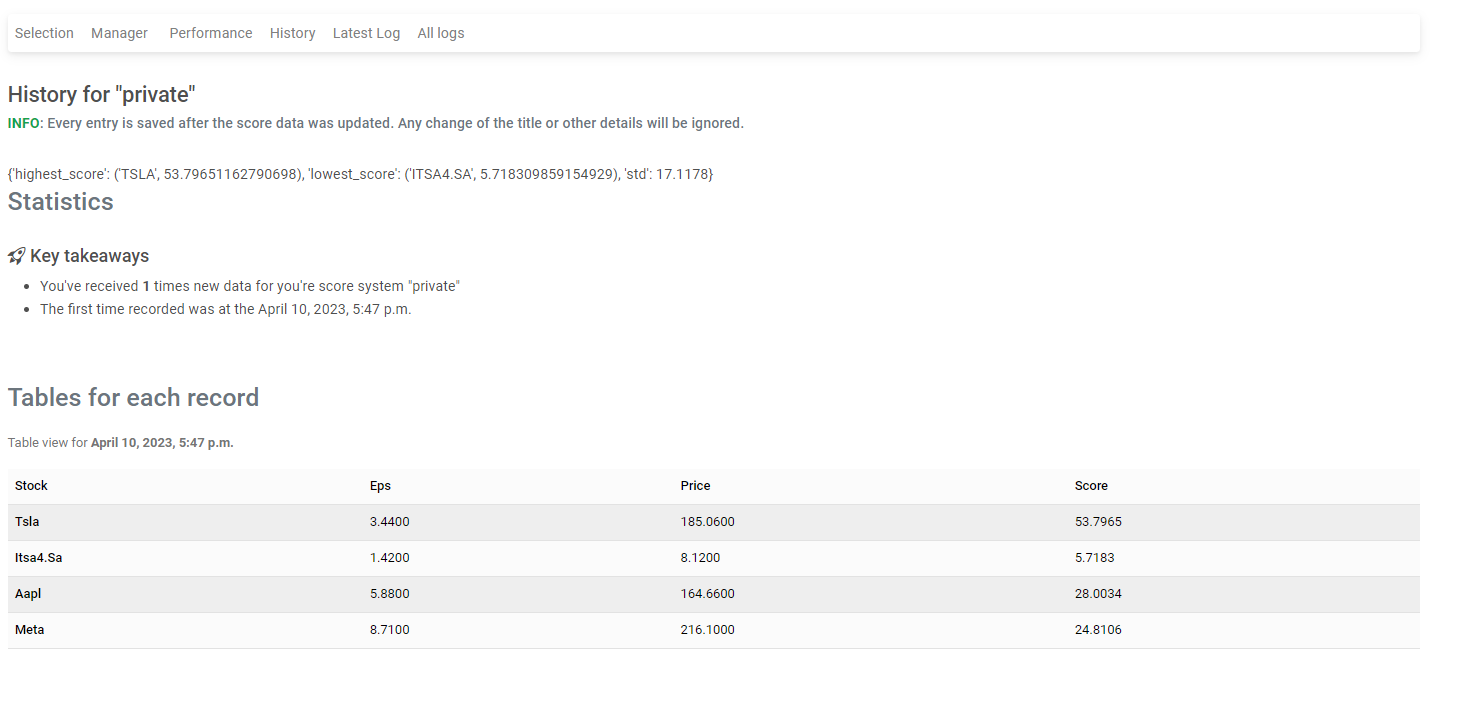 Selection Manager Performance History Latest Log All logs
History for "private"
INFO: Every entry is saved after the score data was updated. Any change of the title or other details will be ignored.
{'highest_score': ('TSLA', 53.79651162790698), 'lowest_score': ('ITSA4.SA', 5.718309859154929), 'std': 17.1178}
Statistics
Key takeaways
You've received 1 times new data for you're score system "private"
The first time recorded was at the April 10, 2023, 5:47 p.m.
Tables for each record
Table view for April 10, 2023, 5:47 p.m.
Stock Eps Price Score
Tsla 3.4400 185.0600 53.7965
Itsa4.Sa 1.4200 8.1200 5.7183
Aapl 5.8800 164.6600 28.0034
Meta 8.7100 216.1000 24.8106